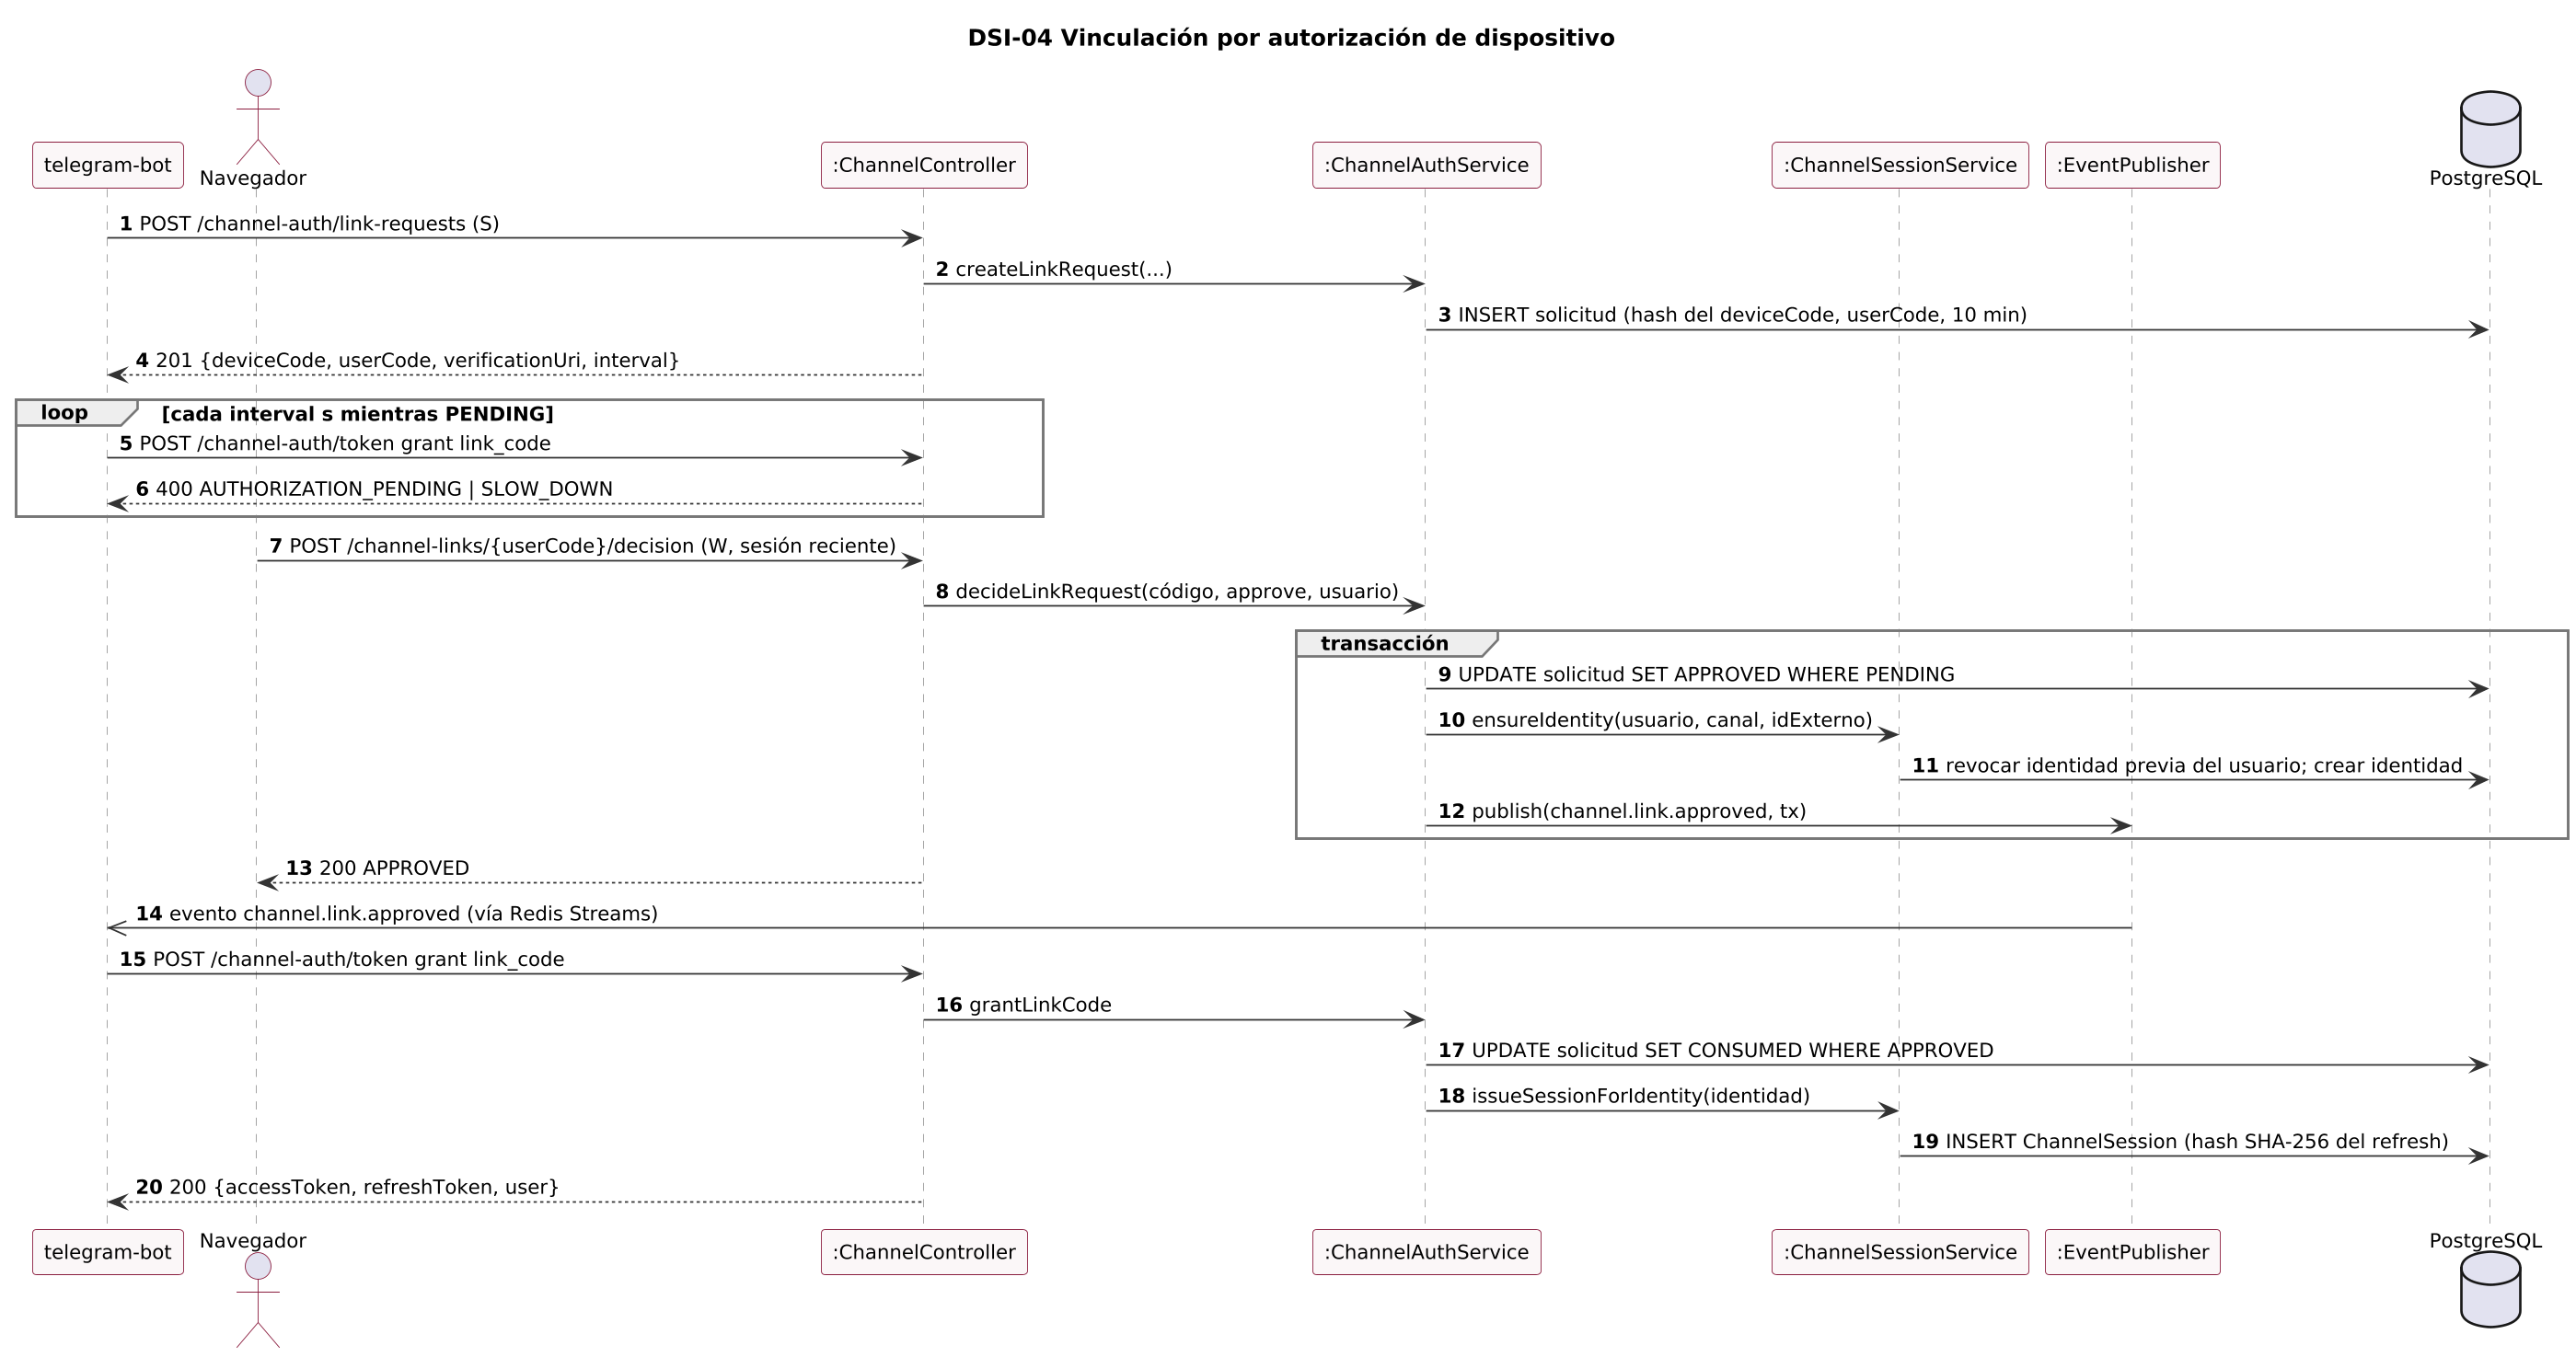 DSI-04 Vinculación por autorización de dispositivo
telegram-bot
Navegador
:ChannelController
:ChannelAuthService
:ChannelSessionService
:EventPublisher
PostgreSQL
1 POST /channel-auth/link-requests (S)
2 createLinkRequest(...)
3 INSERT solicitud (hash del deviceCode, userCode, 10 min)
4 201 {deviceCode, userCode, verificationUri, interval}
loop [cada interval s mientras PENDING]
5 POST /channel-auth/token grant link_code
6 400 AUTHORIZATION_PENDING | SLOW_DOWN
7 POST /channel-links/{userCode}/decision (W, sesión reciente)
8 decideLinkRequest(código, approve, usuario)
transacción
9 UPDATE solicitud SET APPROVED WHERE PENDING
10 ensureIdentity(usuario, canal, idExterno)
11 revocar identidad previa del usuario; crear identidad
12 publish(channel.link.approved, tx)
13 200 APPROVED
14 evento channel.link.approved (vía Redis Streams)
15 POST /channel-auth/token grant link_code
16 grantLinkCode
17 UPDATE solicitud SET CONSUMED WHERE APPROVED
18 issueSessionForIdentity(identidad)
19 INSERT ChannelSession (hash SHA-256 del refresh)
20 200 {accessToken, refreshToken, user}
telegram-bot
Navegador
:ChannelController
:ChannelAuthService
:ChannelSessionService
:EventPublisher
PostgreSQL